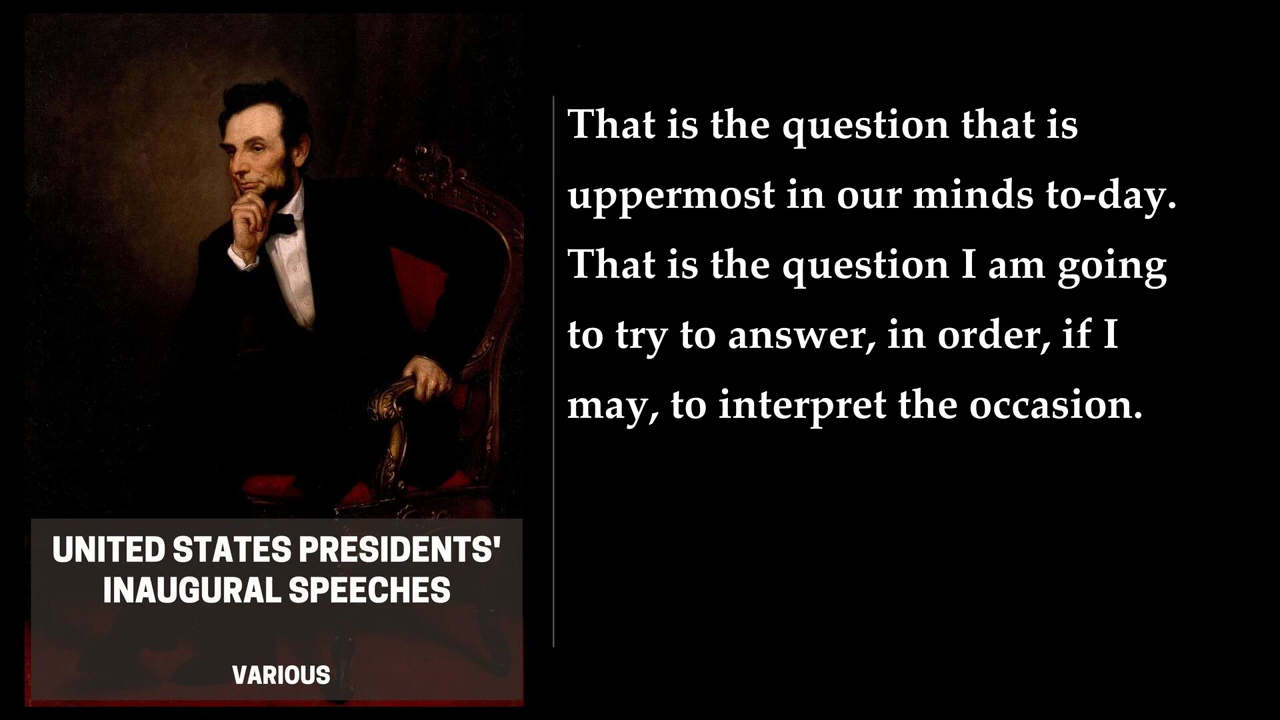 That is the question that is
uppermost in our minds to-day.
That is the question I am going
to try to answer, in order, if I
may, to interpret the occasion.
UNITED STATES PRESIDENTS'
INAUGURAL SPEECHES
VARIOUS